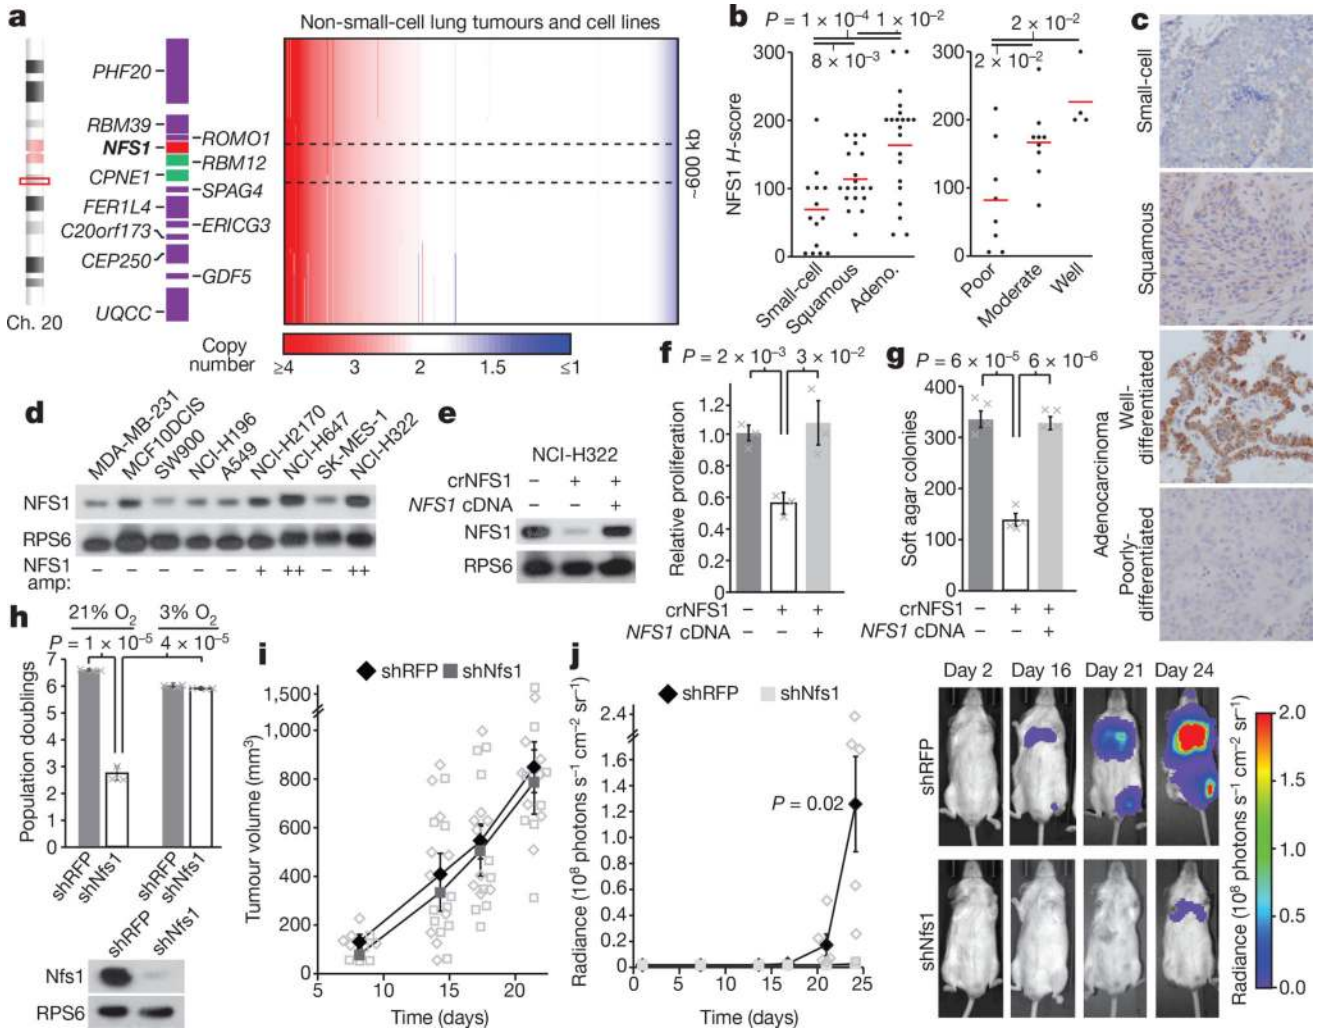 a
Non-small-cell lung tumours and cell lines
PHF20
RBM39
ROMO1
NFS1
RBM12
CPNE1
SPAG4
FER1L4
ERICG3
C20orf173
CEP250
GDF5
UQCC
Ch. 20
~600 kb
Copy number
≥4 3 2 1.5 ≤1
b
P = 1 × 10⁻⁴ 1 × 10⁻²
8 × 10⁻³
2 × 10⁻²
2 × 10⁻²
NFS1 H-score
300
200
100
0
Small-cell
Squamous
Adeno.
300
200
100
0
Poor
Moderate
Well
c
Small-cell
Squamous
Adenocarcinoma
Well-differentiated
Poorly-differentiated
d
MDA-MB-231
MCF10DCIS
SW900
NCI-H196
A549
NCI-H2170
NCI-H647
SK-MES-1
NCI-H322
NFS1
RPS6
NFS1 amp: – – – – – + ++ – ++
e
NCI-H322
crNFS1 – + +
NFS1 cDNA – – +
NFS1
RPS6
f
P = 2 × 10⁻³ 3 × 10⁻²
Relative proliferation
1.2
1.0
0.8
0.6
0.4
0.2
0
– + + crNFS1
– – + NFS1 cDNA
g
P = 6 × 10⁻⁵ 6 × 10⁻⁶
Soft agar colonies
400
300
200
100
0
crNFS1 – + +
NFS1 cDNA – – +
h
21% O₂ 3% O₂
P = 1 × 10⁻⁵ 4 × 10⁻⁵
Population doublings
7
6
5
4
3
2
1
0
shRFP
shNfs1
shRFP
shNfs1
shRFP
shNfs1
Nfs1
RPS6
i
shRFP shNfs1
Tumour volume (mm³)
1,500
1,000
800
600
400
200
0
5 10 15 20
Time (days)
j
shRFP shNfs1
Radiance (10⁸ photons s⁻¹ cm⁻² sr⁻¹)
2.4
1.4
1.2
1.0
0.8
0.6
0.4
0.2
0
P = 0.02
0 5 10 15 20 25
Time (days)
Day 2 Day 16 Day 21 Day 24
shRFP
shNfs1
2.0
1.5
1.0
0.5
0.0
Radiance (10⁸ photons s⁻¹ cm⁻² sr⁻¹)